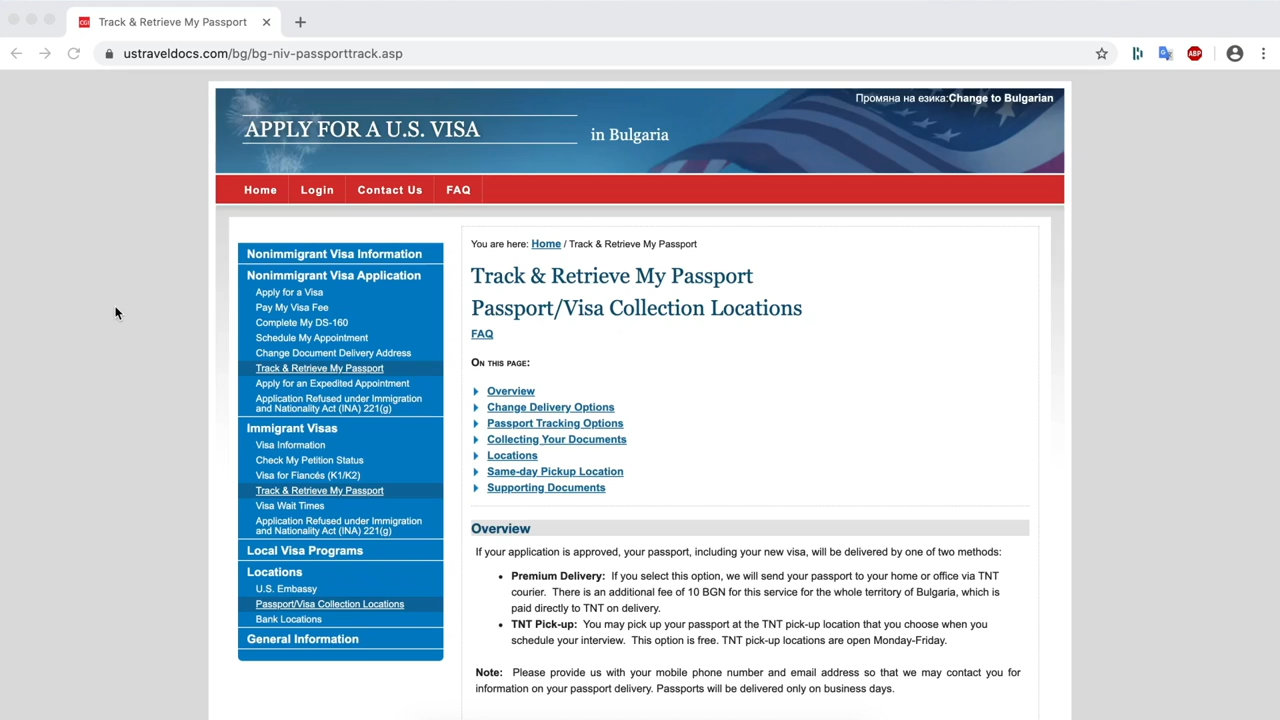 Track & Retrieve My Passport
ustraveldocs.com/bg/bg-niv-passporttrack.asp
ABP
Промяна на езика:Change to Bulgarian
APPLY FOR A U.S. VISA in Bulgaria
Home Login Contact Us FAQ
Nonimmigrant Visa Information
Nonimmigrant Visa Application
Apply for a Visa
Pay My Visa Fee
Complete My DS-160
Schedule My Appointment
Change Document Delivery Address
Track & Retrieve My Passport
Apply for an Expedited Appointment
Application Refused under Immigration
and Nationality Act (INA) 221(g)
Immigrant Visas
Visa Information
Check My Petition Status
Visa for Fiancés (K1/K2)
Track & Retrieve My Passport
Visa Wait Times
Application Refused under Immigration
and Nationality Act (INA) 221(g)
Local Visa Programs
Locations
U.S. Embassy
Passport/Visa Collection Locations
Bank Locations
General Information
You are here: Home / Track & Retrieve My Passport
Track & Retrieve My Passport
Passport/Visa Collection Locations
FAQ
On this page:
Overview
Change Delivery Options
Passport Tracking Options
Collecting Your Documents
Locations
Same-day Pickup Location
Supporting Documents
Overview
If your application is approved, your passport, including your new visa, will be delivered by one of two methods:
• Premium Delivery: If you select this option, we will send your passport to your home or office via TNT
courier. There is an additional fee of 10 BGN for this service for the whole territory of Bulgaria, which is
paid directly to TNT on delivery.
• TNT Pick-up: You may pick up your passport at the TNT pick-up location that you choose when you
schedule your interview. This option is free. TNT pick-up locations are open Monday-Friday.
Note: Please provide us with your mobile phone number and email address so that we may contact you for
information on your passport delivery. Passports will be delivered only on business days.